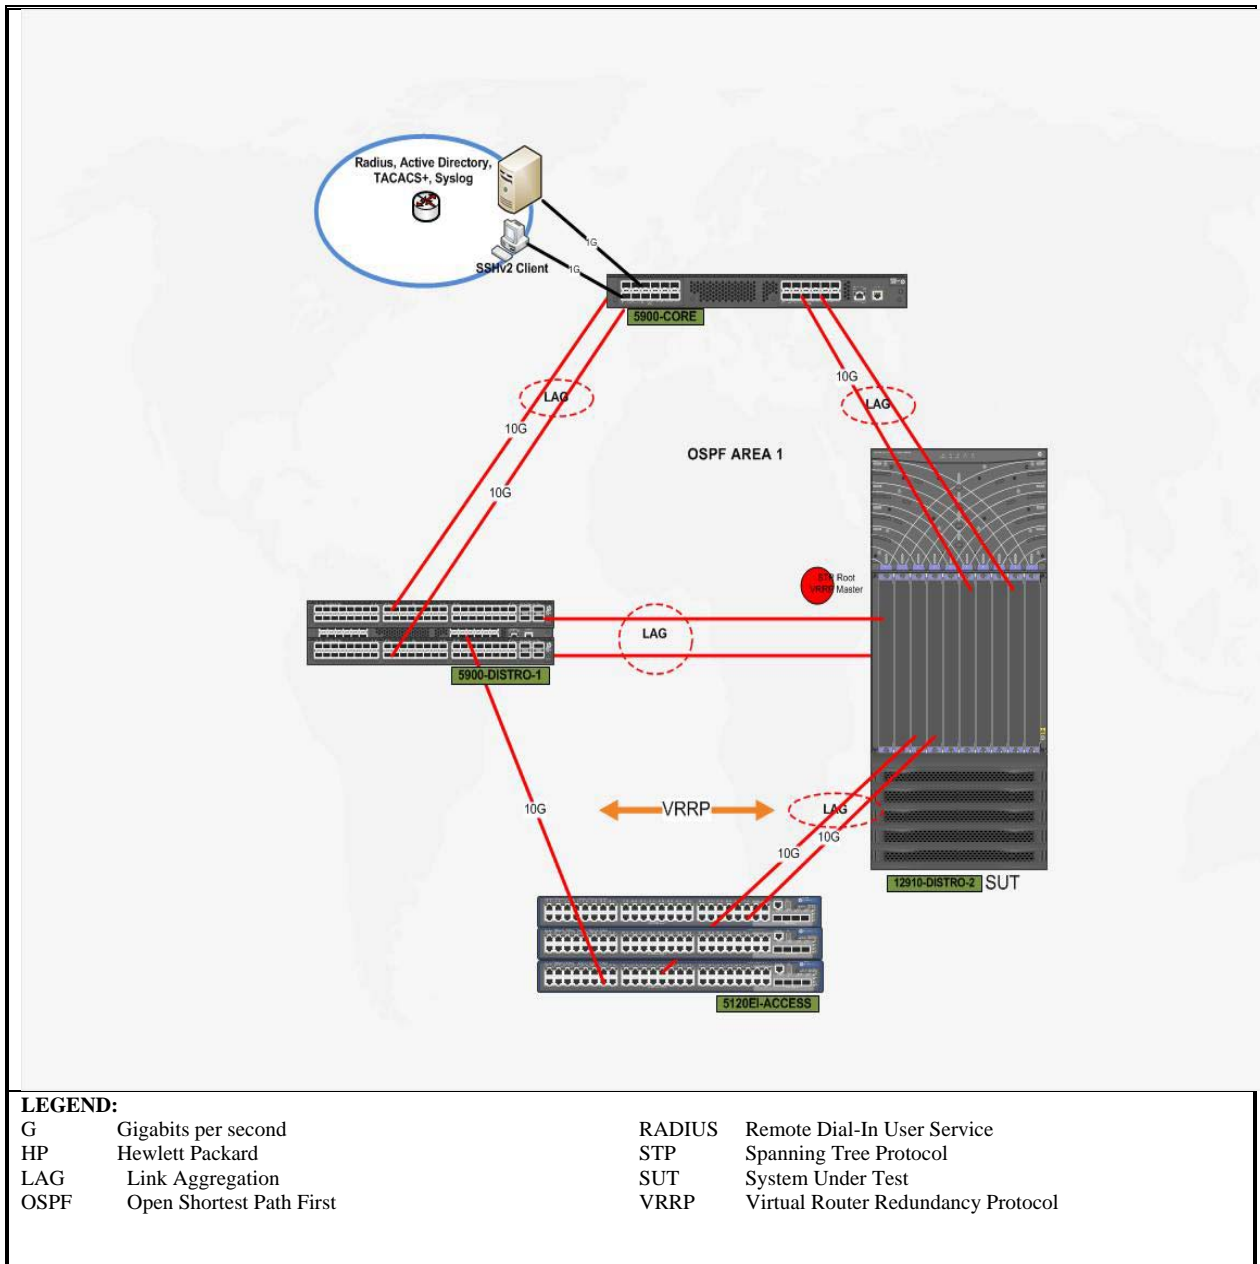 Radius, Active Directory,
TACACS+, Syslog
SSHv2 Client
1G
1G
5900-CORE
10G
LAG
LAG
10G
OSPF AREA 1
10G
STP Root
VRRP Master
LAG
5900-DISTRO-1
10G
VRRP
LAG
10G
10G
12910-DISTRO-2 SUT
5120EI-ACCESS
LEGEND:
G Gigabits per second
HP Hewlett Packard
LAG Link Aggregation
OSPF Open Shortest Path First
RADIUS Remote Dial-In User Service
STP Spanning Tree Protocol
SUT System Under Test
VRRP Virtual Router Redundancy Protocol